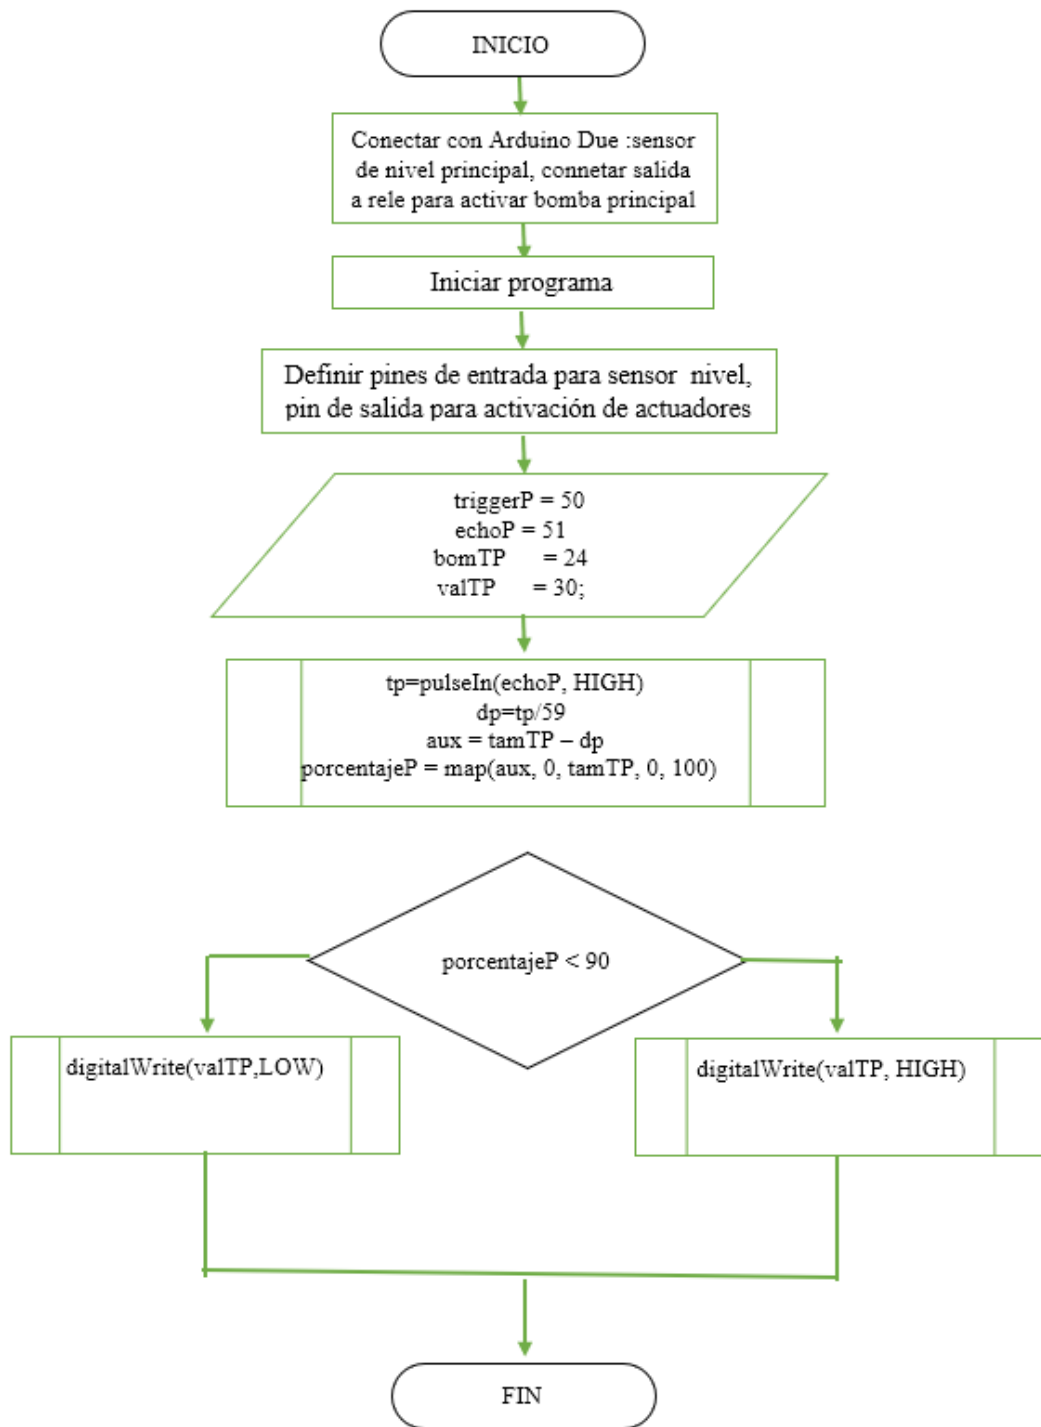 INICIO
Conectar con Arduino Due :sensor
de nivel principal, connetar salida
a rele para activar bomba principal
Iniciar programa
Definir pines de entrada para sensor nivel,
pin de salida para activación de actuadores
triggerP = 50
echoP = 51
bomTP = 24
valTP = 30;
tp=pulseIn(echoP, HIGH)
dp=tp/59
aux = tamTP – dp
porcentajeP = map(aux, 0, tamTP, 0, 100)
porcentajeP < 90
digitalWrite(valTP,LOW)
digitalWrite(valTP, HIGH)
FIN